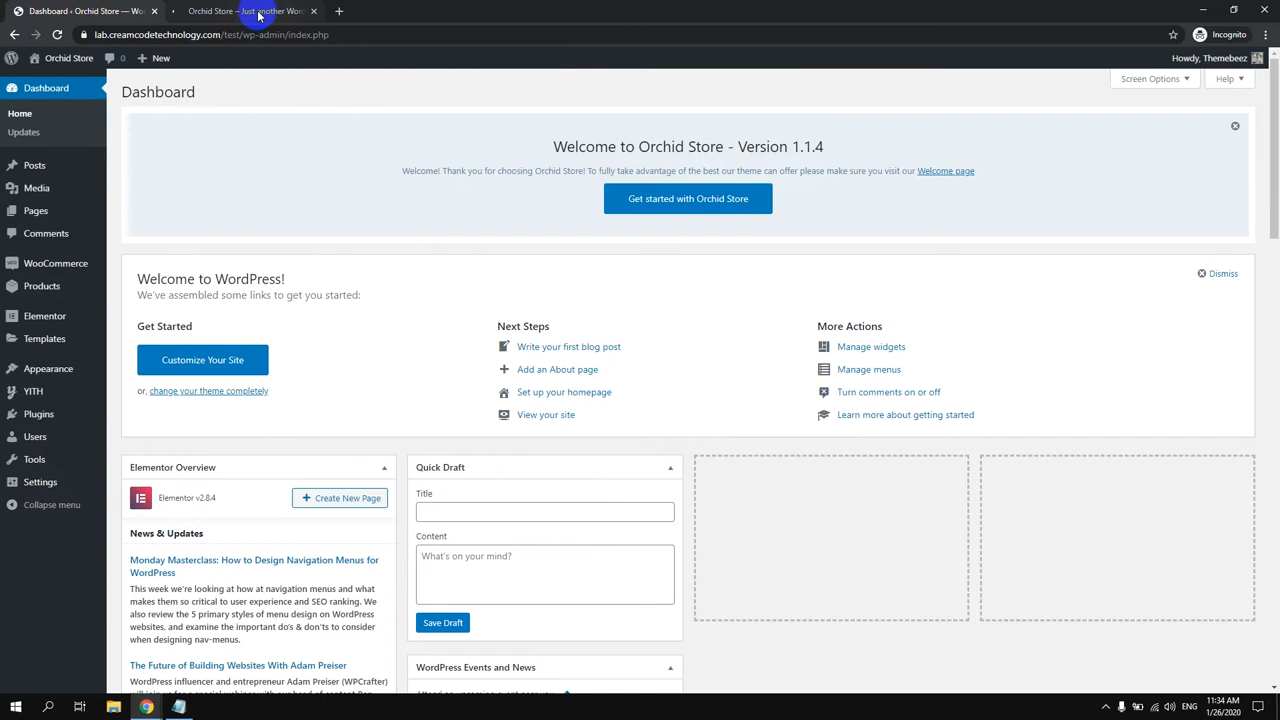 Dashboard ‹ Orchid Store — Wo
Orchid Store – Just another Wor
lab.creamcodetechnology.com/test/wp-admin/index.php
Incognito
Orchid Store
0
New
Howdy, Themebeez
Dashboard
Home
Updates
Posts
Media
Pages
Comments
WooCommerce
Products
Elementor
Templates
Appearance
YITH
Plugins
Users
Tools
Settings
Collapse menu
Screen Options
Help
Dashboard
Welcome to Orchid Store - Version 1.1.4
Welcome! Thank you for choosing Orchid Store! To fully take advantage of the best our theme can offer please make sure you visit our Welcome page
Get started with Orchid Store
Welcome to WordPress!
We've assembled some links to get you started:
Dismiss
Get Started
Customize Your Site
or, change your theme completely
Next Steps
Write your first blog post
Add an About page
Set up your homepage
View your site
More Actions
Manage widgets
Manage menus
Turn comments on or off
Learn more about getting started
Elementor Overview
Elementor v2.8.4
Create New Page
News & Updates
Monday Masterclass: How to Design Navigation Menus for
WordPress
This week we're looking at how at navigation menus and what
makes them so critical to user experience and SEO ranking. We
also review the 5 primary styles of menu design on WordPress
websites, and examine the important do's & don'ts to consider
when designing nav-menus.
The Future of Building Websites With Adam Preiser
WordPress influencer and entrepreneur Adam Preiser (WPCrafter)
Quick Draft
Title
Content
What's on your mind?
Save Draft
WordPress Events and News
ENG
11:34 AM
1/26/2020